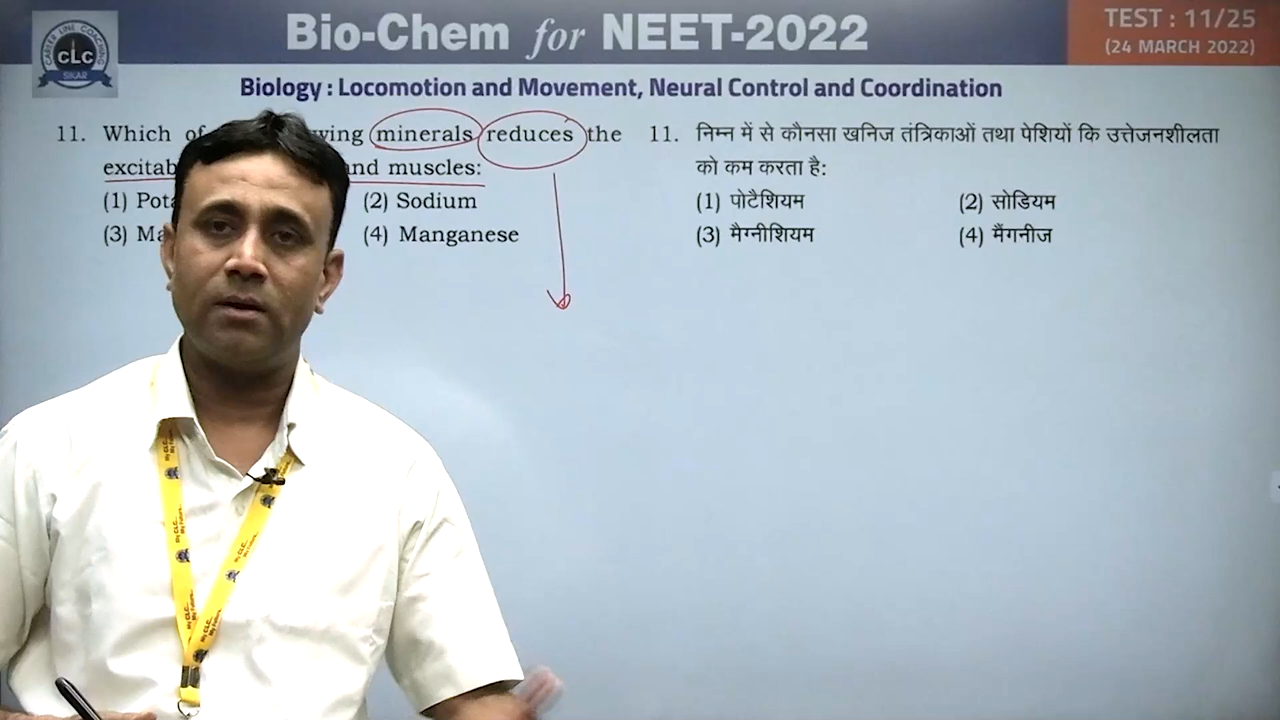 Bio-Chem for NEET-2022
TEST : 11/25
(24 MARCH 2022)
CAREER LINE COACHING
CLC
SIKAR
Biology : Locomotion and Movement, Neural Control and Coordination
11. Which of wing minerals reduces the
excitab and muscles:
(1) Pota (2) Sodium
(3) Ma (4) Manganese
11. निम्न में से कौनसा खनिज तंत्रिकाओं तथा पेशियों कि उत्तेजनशीलता
को कम करता है:
(1) पोटैशियम (2) सोडियम
(3) मैग्नीशियम (4) मैंगनीज